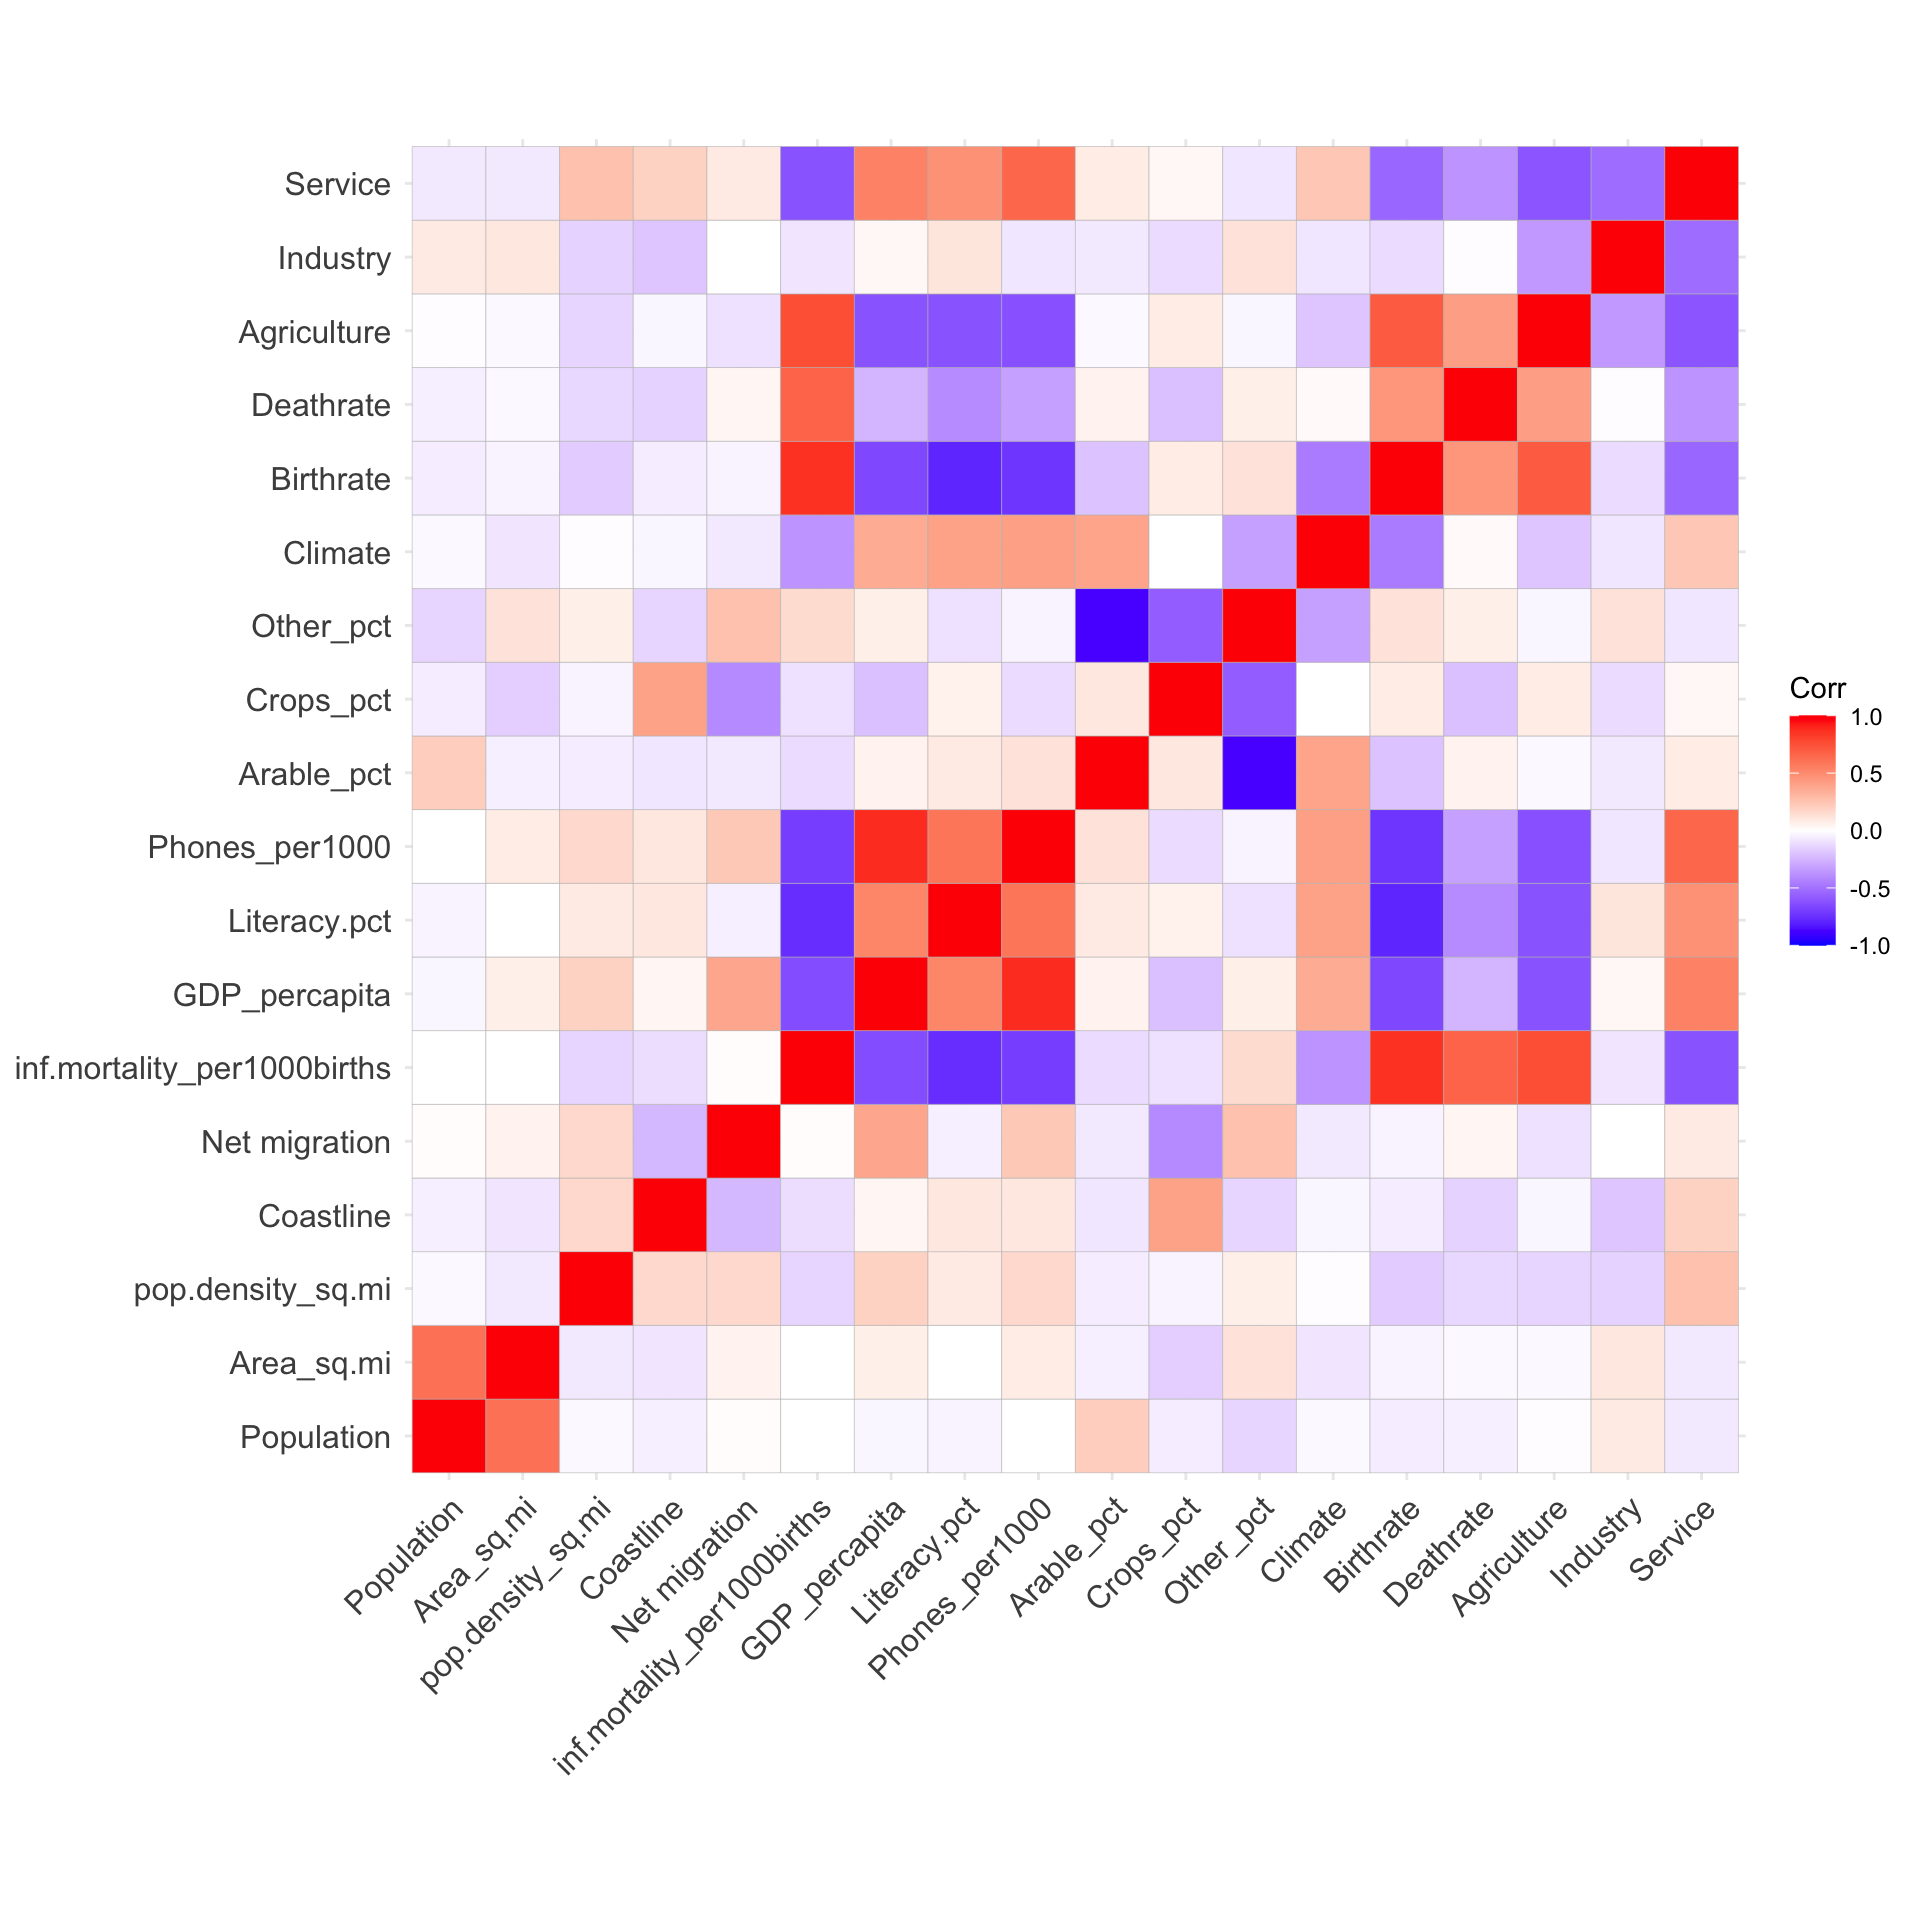 Service
Industry
Agriculture
Deathrate
Birthrate
Climate
Other_pct
Crops_pct
Arable_pct
Phones_per1000
Literacy.pct
GDP_percapita
inf.mortality_per1000births
Net migration
Coastline
pop.density_sq.mi
Area_sq.mi
Population
Population
Area_sq.mi
pop.density_sq.mi
Coastline
Net migration
inf.mortality_per1000births
GDP_percapita
Literacy.pct
Phones_per1000
Arable_pct
Crops_pct
Other_pct
Climate
Birthrate
Deathrate
Agriculture
Industry
Service
Corr
1.0
0.5
0.0
-0.5
-1.0